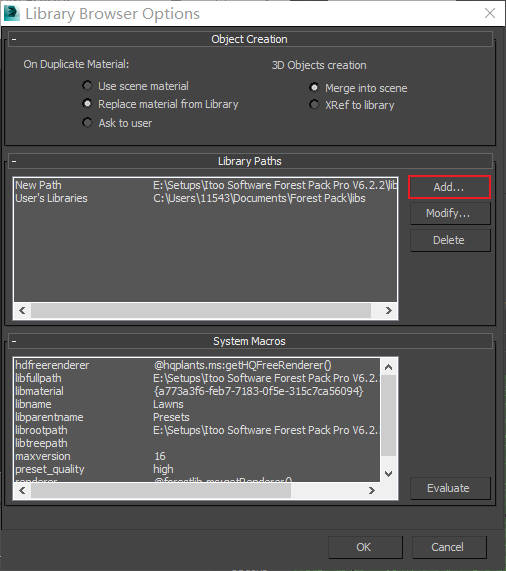 Library Browser Options
Object Creation
On Duplicate Material:
3D Objects creation
Use scene material
Merge into scene
Replace material from Library
XRef to library
Ask to user
Library Paths
New Path E:\Setups\Itoo Software Forest Pack Pro V6.2.2\lib
User's Libraries C:\Users\11543\Documents\Forest Pack\libs
Add...
Modify...
Delete
System Macros
hdfreerenderer @hqplants.ms:getHQFreeRenderer()
libfullpath E:\Setups\Itoo Software Forest Pack Pro V6.2.
libmaterial {a773a3f6-feb7-7183-0f5e-315c7ca56094}
libname Lawns
libparentname Presets
librootpath E:\Setups\Itoo Software Forest Pack Pro V6.2.
libtreepath
maxversion 16
preset_quality high
renderer @forestlib.ms:getRenderer()
Evaluate
OK
Cancel